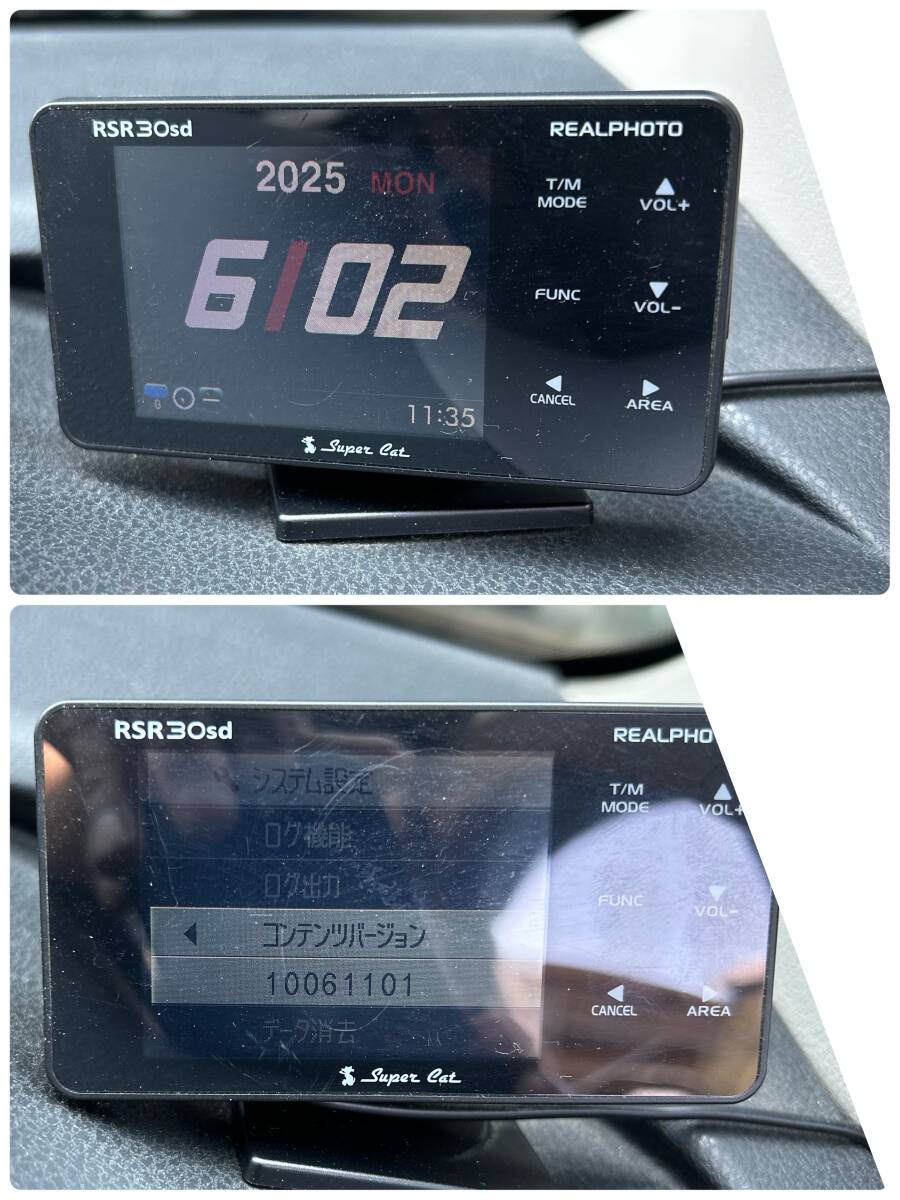 RSR30sd
REALPHOTO
2025 MON
T/M
MODE
VOL+
6/02
FUNC
VOL-
11:35
CANCEL
AREA
Super Cat
RSR30sd
REALPHO
システム設定
T/M
MODE
VOL+
ログ機能
ログ出力
FUNC
VOL-
コンテンツバージョン
10061101
CANCEL
AREA
データ消去
Super Cat